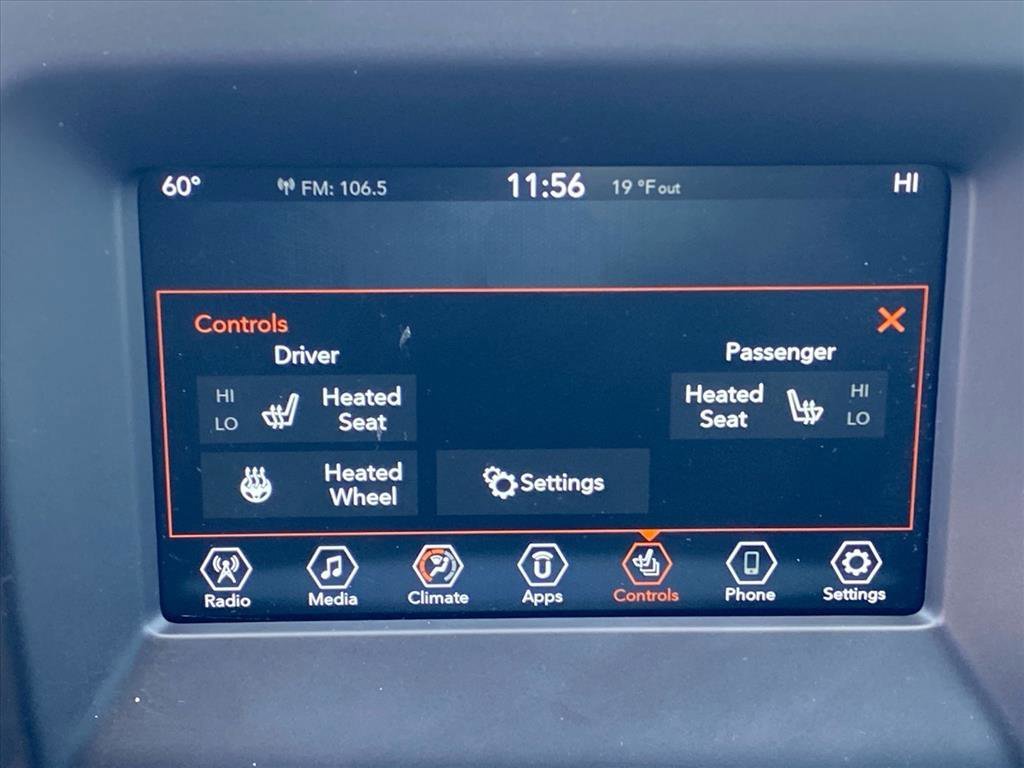 60° FM: 106.5 11:56 19 °F out HI
Controls
Driver
Passenger
HI
LO
Heated
Seat
Heated
Seat
HI
LO
Heated
Wheel
Settings
Radio Media Climate Apps Controls Phone Settings